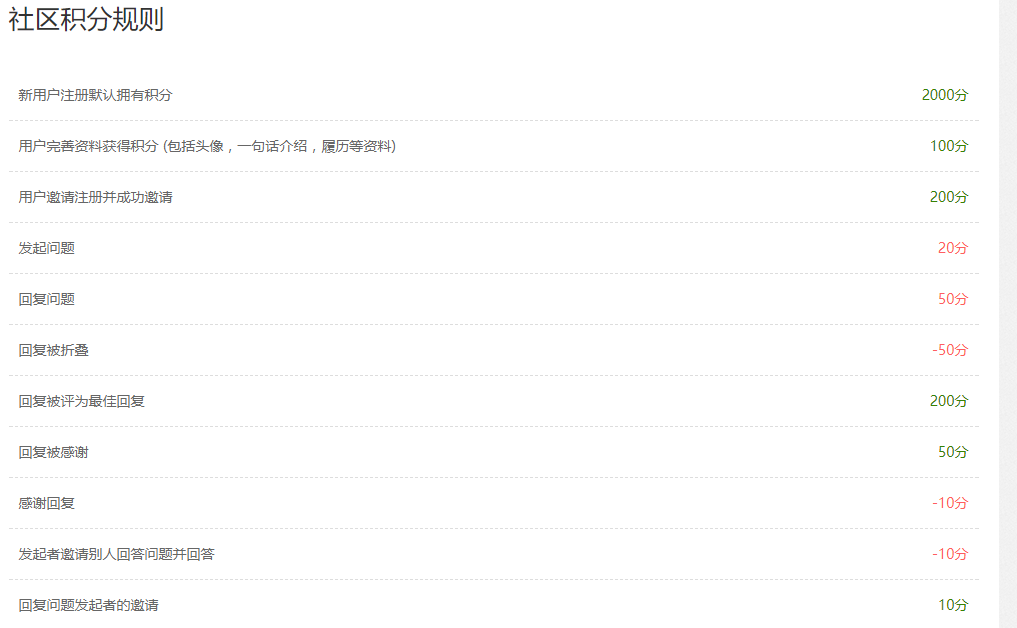 社区积分规则
新用户注册默认拥有积分 2000分
用户完善资料获得积分 (包括头像，一句话介绍，履历等资料) 100分
用户邀请注册并成功邀请 200分
发起问题 20分
回复问题 50分
回复被折叠 -50分
回复被评为最佳回复 200分
回复被感谢 50分
感谢回复 -10分
发起者邀请别人回答问题并回答 -10分
回复问题发起者的邀请 10分